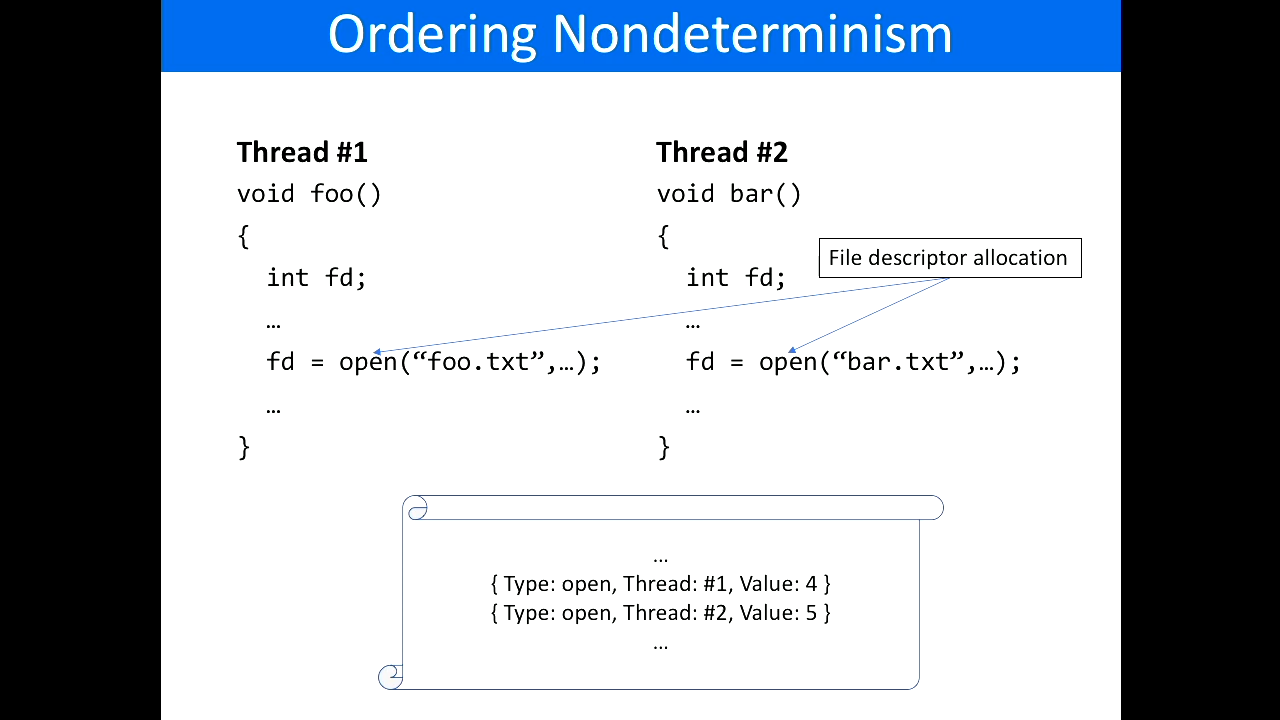 Ordering Nondeterminism
Thread #1
void foo()
{
int fd;
…
fd = open(“foo.txt”,…);
…
}
Thread #2
void bar()
{
int fd;
…
fd = open(“bar.txt”,…);
…
}
File descriptor allocation
…
{ Type: open, Thread: #1, Value: 4 }
{ Type: open, Thread: #2, Value: 5 }
…